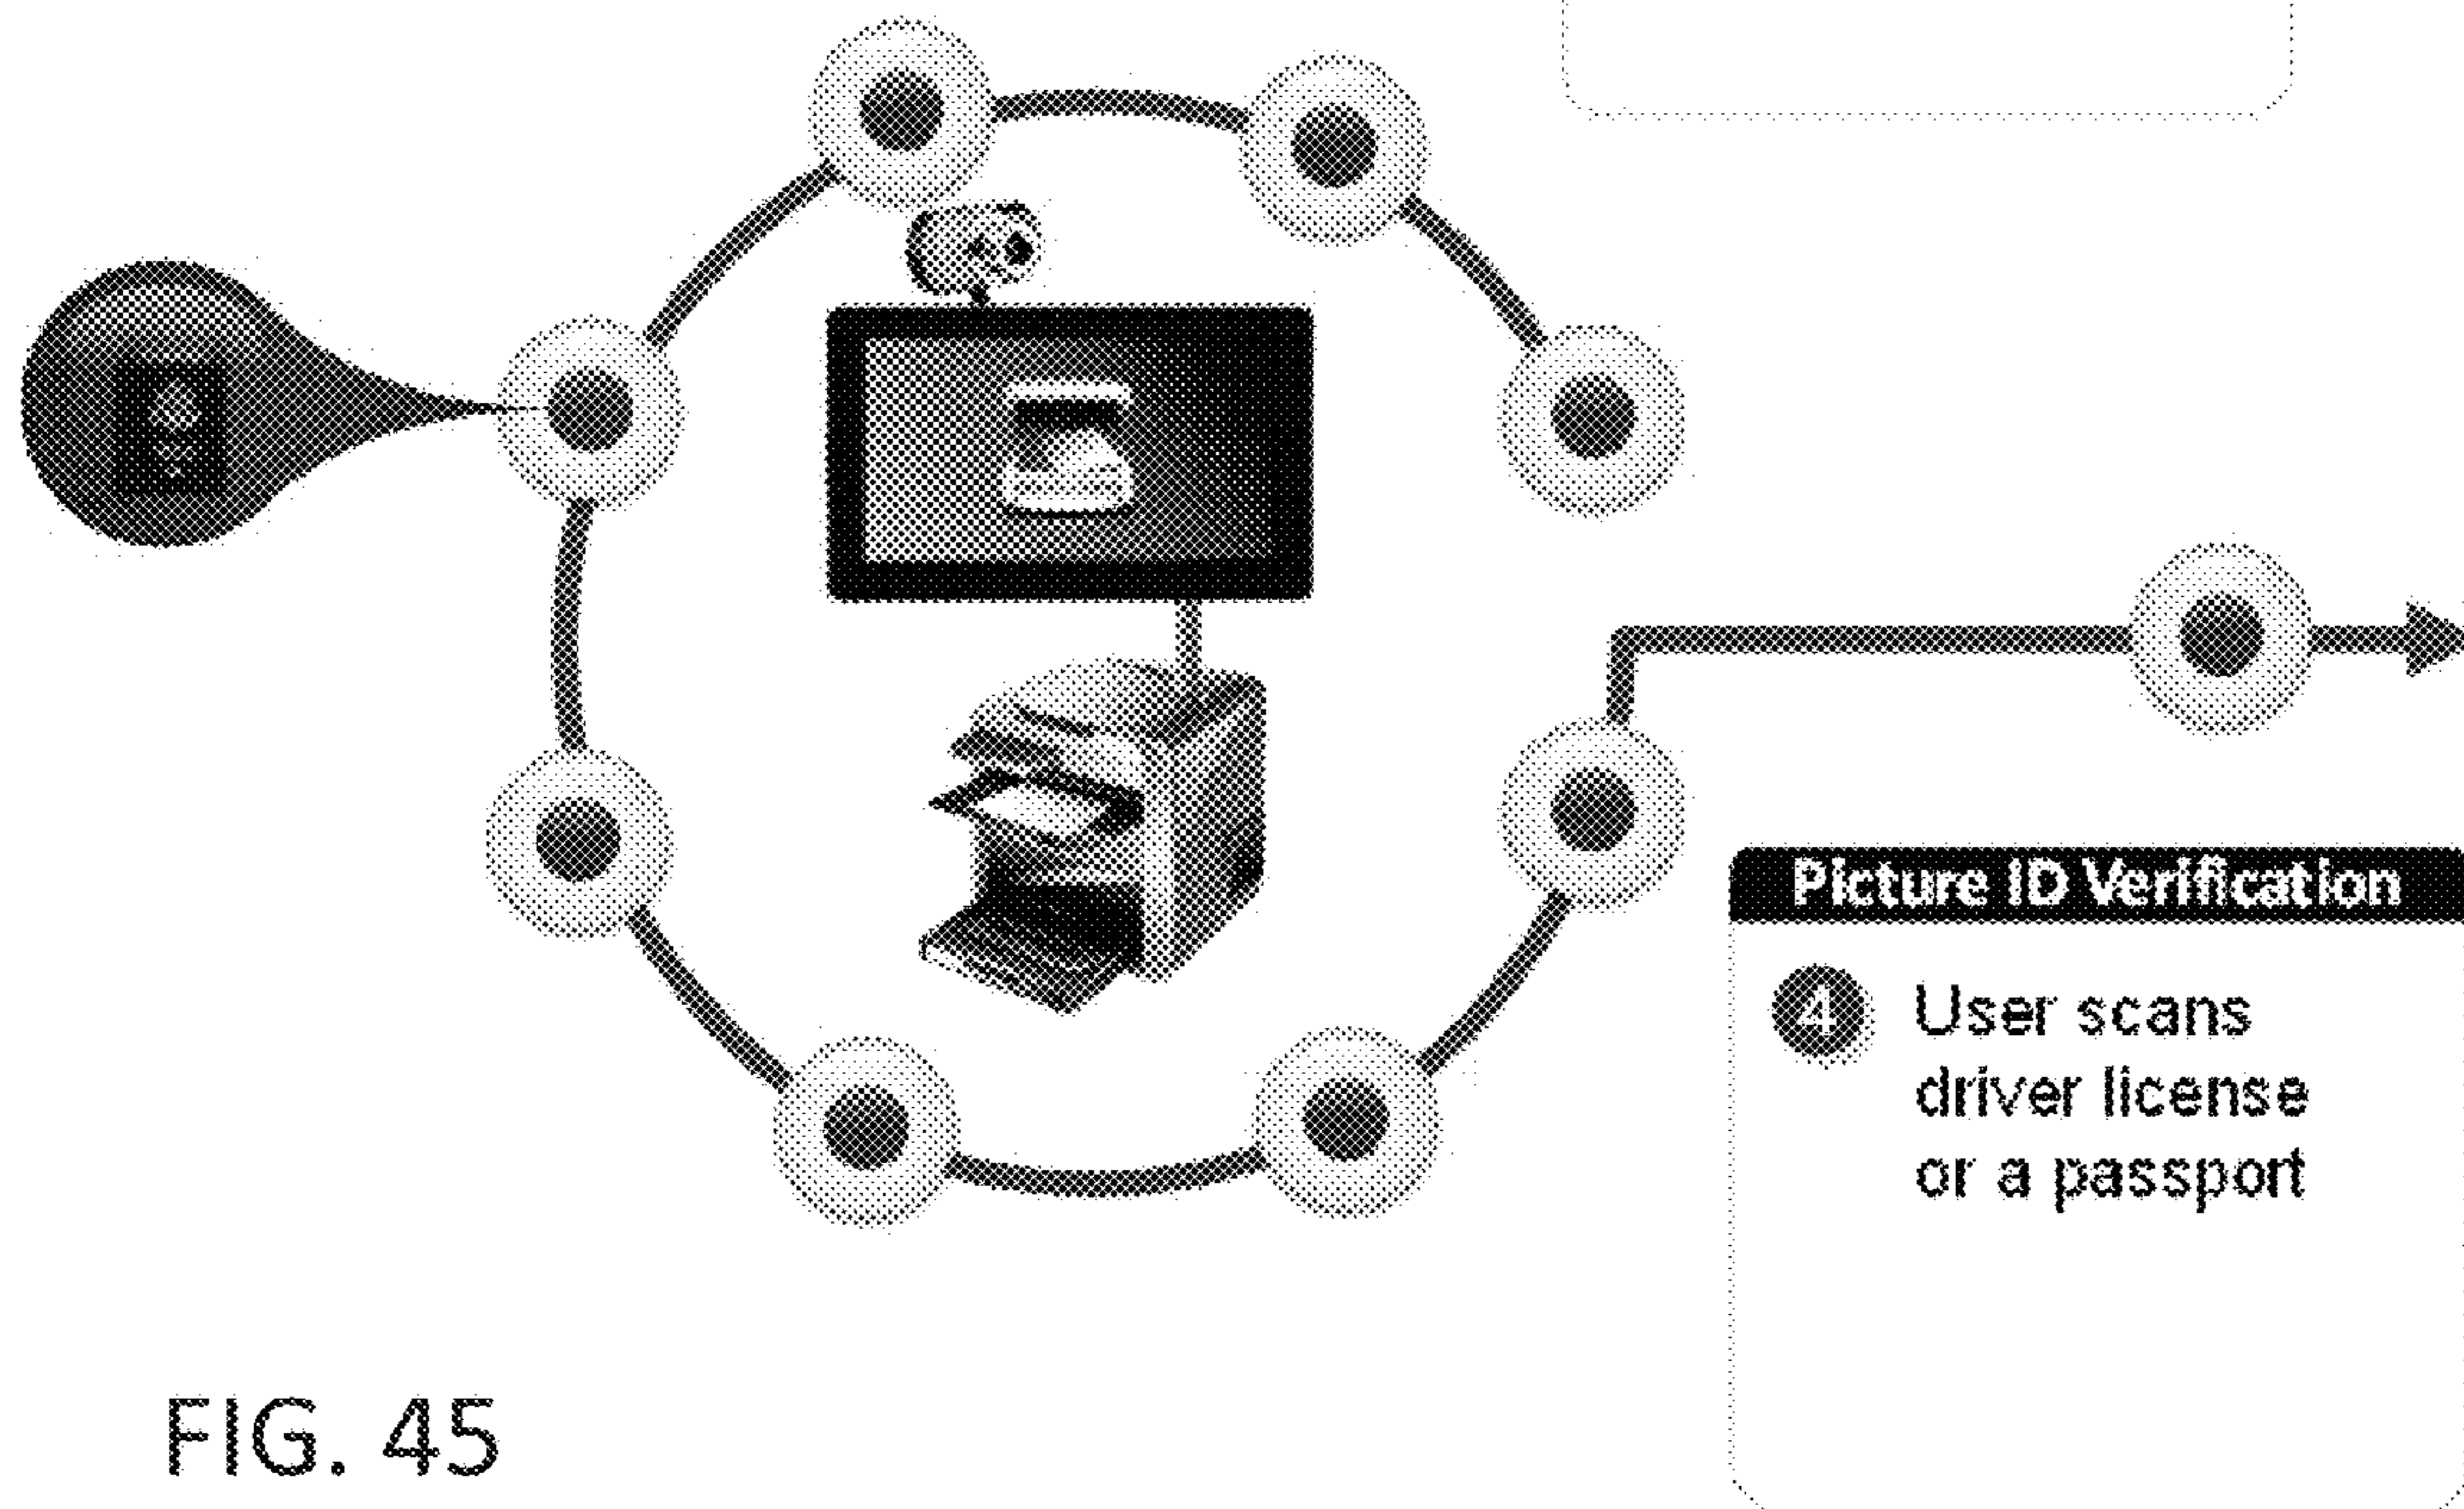 Picture ID Verification
4 User scans
driver license
or a passport
FIG. 45